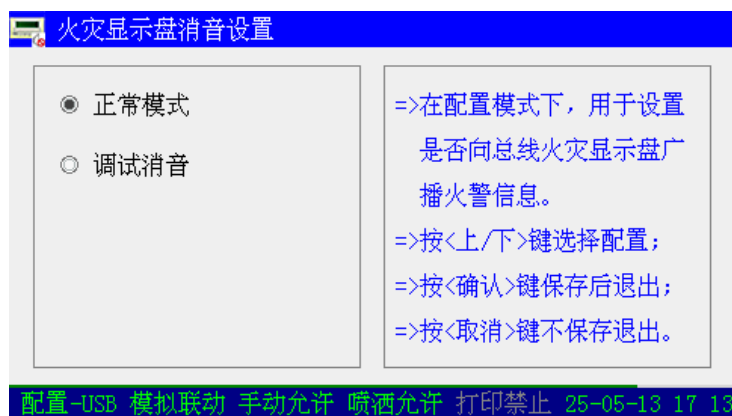 火灾显示盘消音设置
正常模式
调试消音
=>在配置模式下，用于设置
是否向总线火灾显示盘广
播火警信息。
=>按<上/下>键选择配置；
=>按<确认>键保存后退出；
=>按<取消>键不保存退出。
配置-USB 模拟联动 手动允许 喷洒允许 打印禁止 25-05-13 17 13